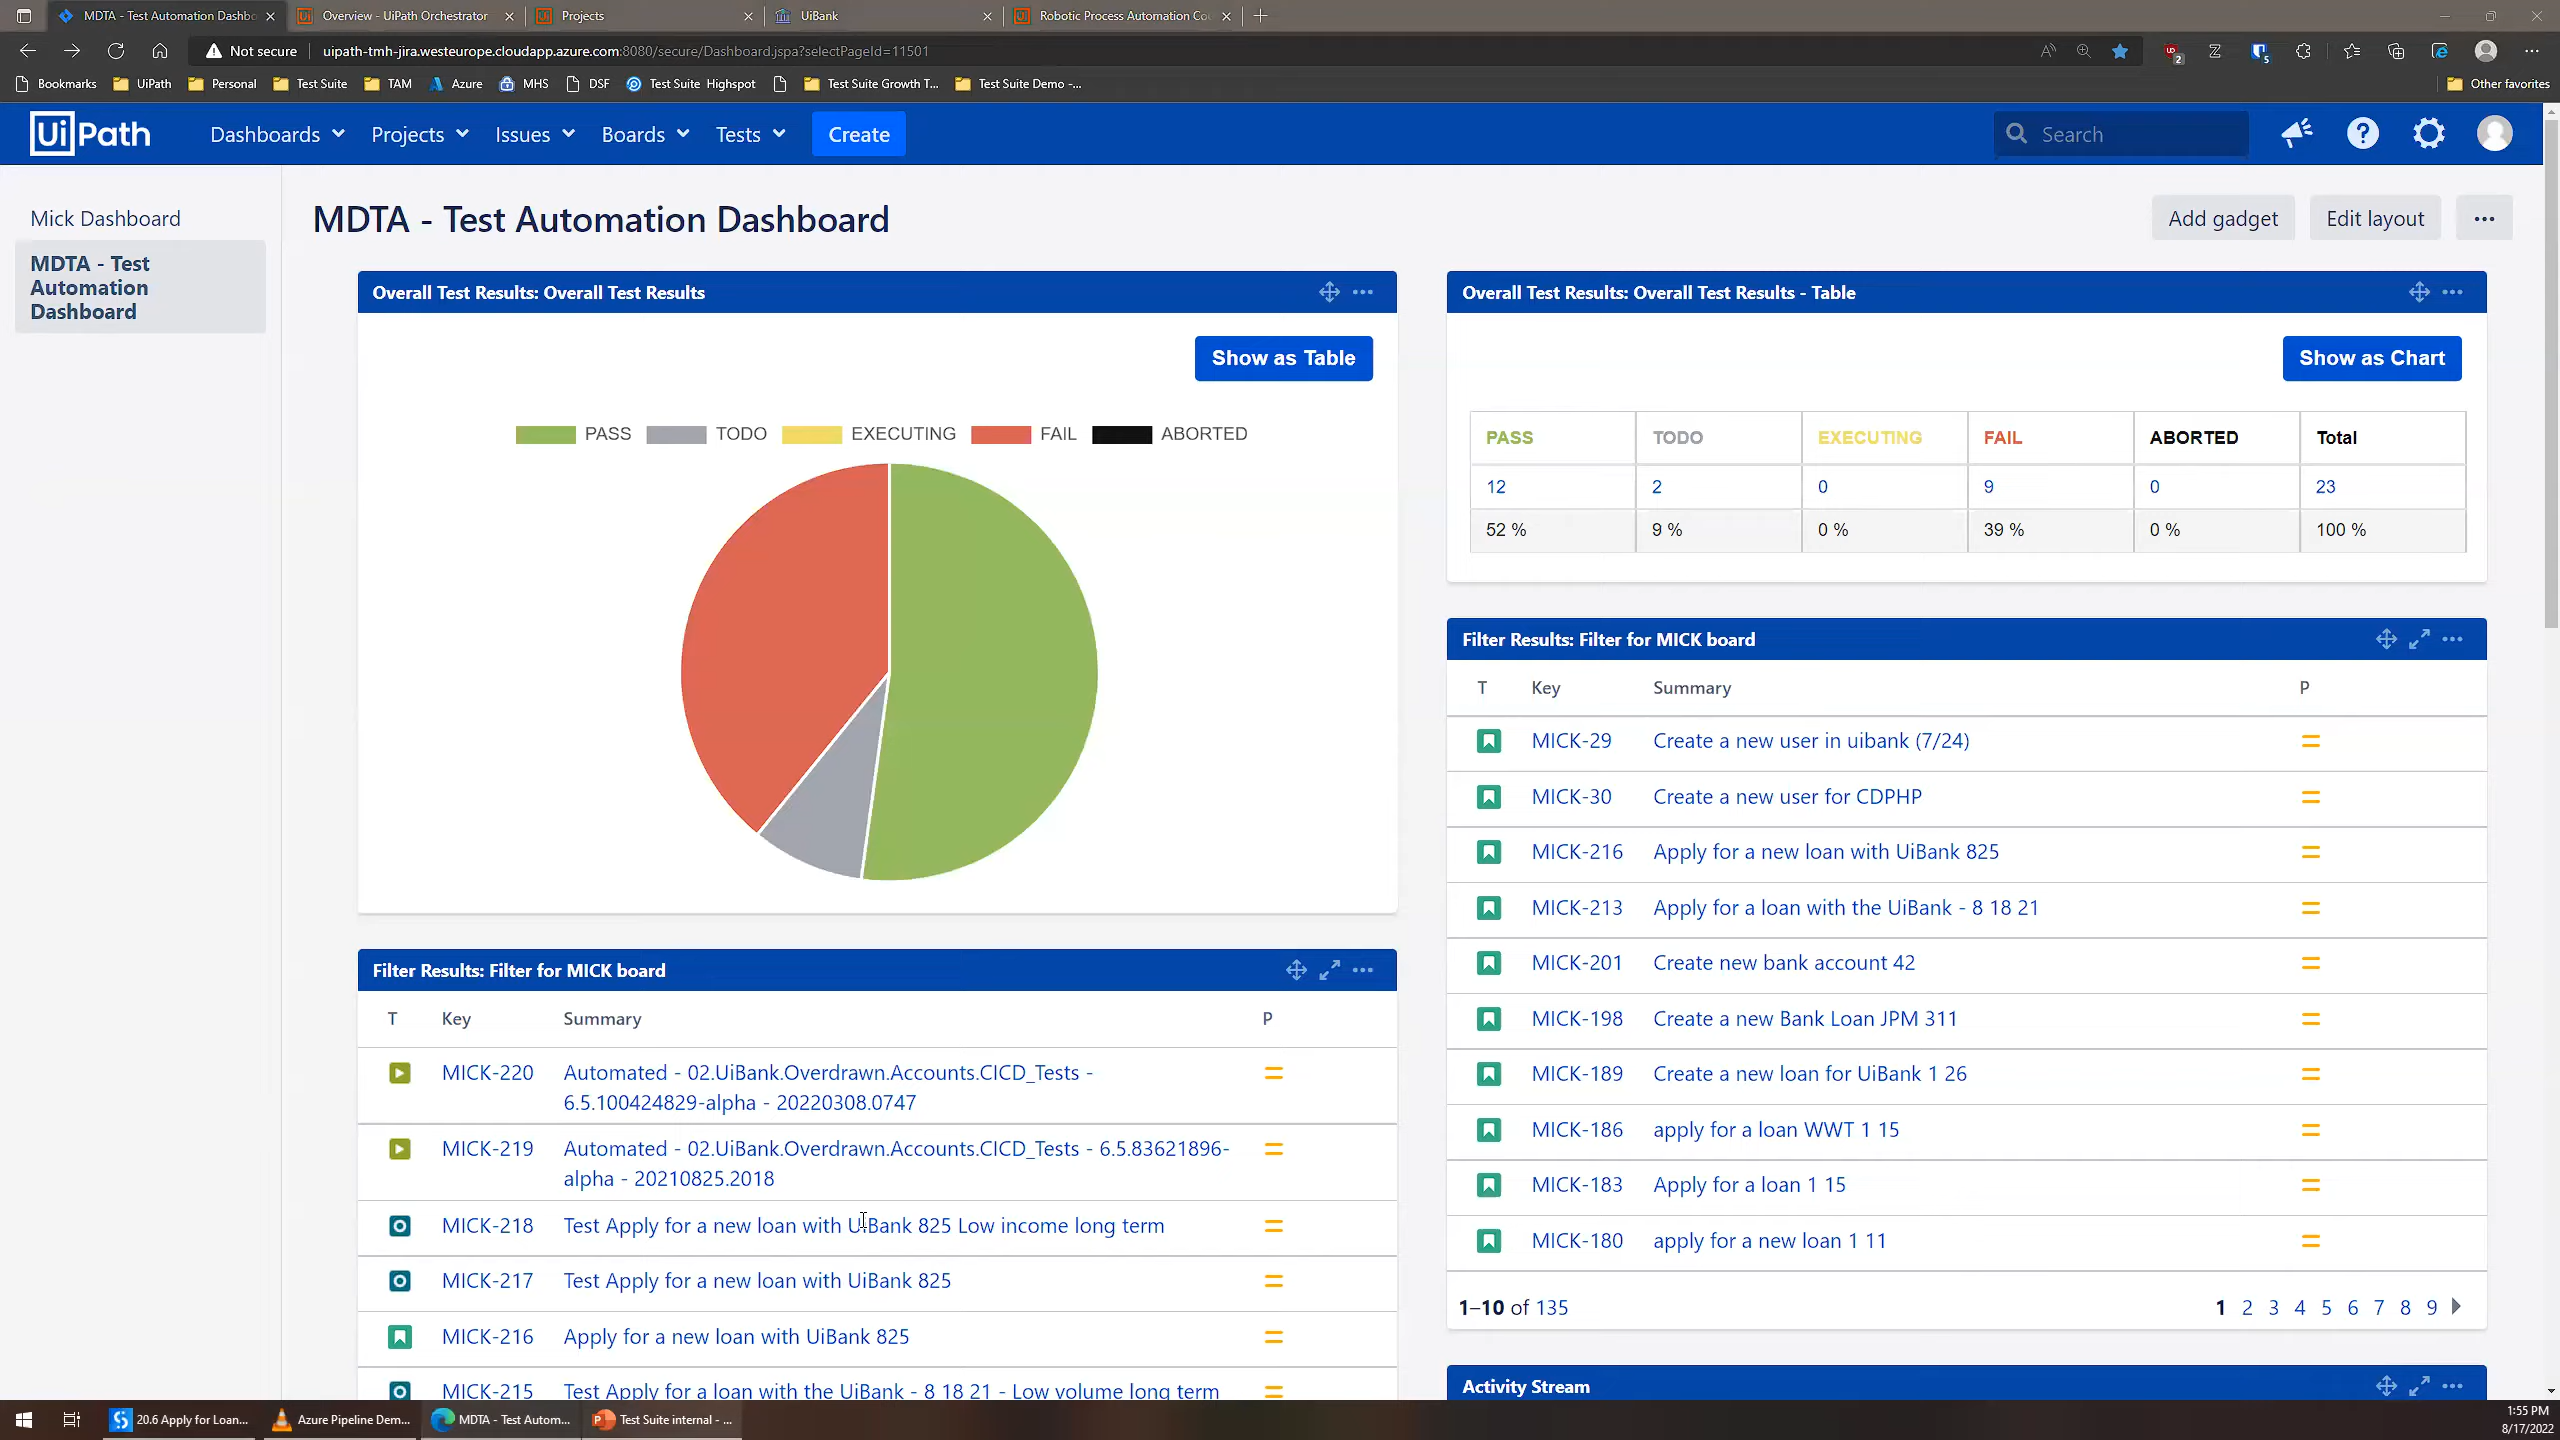 MDTA - Test Automation Dashbo
Overview - UiPath Orchestrator
Projects
UiBank
Robotic Process Automation Co
Not secure
uipath-tmh-jira.westeurope.cloudapp.azure.com:8080/secure/Dashboard.jspa?selectPageId=11501
2
5
Bookmarks
UiPath
Personal
Test Suite
TAM
Azure
MHS
DSF
Test Suite Highspot
Test Suite Growth T...
Test Suite Demo -...
Other favorites
UiPath
Dashboards
Projects
Issues
Boards
Tests
Create
Search
Mick Dashboard
MDTA - Test
Automation
Dashboard
MDTA - Test Automation Dashboard
Add gadget
Edit layout
Overall Test Results: Overall Test Results
Show as Table
PASS TODO EXECUTING FAIL ABORTED
Overall Test Results: Overall Test Results - Table
Show as Chart
PASS TODO EXECUTING FAIL ABORTED Total
12 2 0 9 0 23
52 % 9 % 0 % 39 % 0 % 100 %
Filter Results: Filter for MICK board
T Key Summary P
MICK-29 Create a new user in uibank (7/24)
MICK-30 Create a new user for CDPHP
MICK-216 Apply for a new loan with UiBank 825
MICK-213 Apply for a loan with the UiBank - 8 18 21
MICK-201 Create new bank account 42
MICK-198 Create a new Bank Loan JPM 311
MICK-189 Create a new loan for UiBank 1 26
MICK-186 apply for a loan WWT 1 15
MICK-183 Apply for a loan 1 15
MICK-180 apply for a new loan 1 11
1–10 of 135
1 2 3 4 5 6 7 8 9
Activity Stream
Filter Results: Filter for MICK board
T Key Summary P
MICK-220 Automated - 02.UiBank.Overdrawn.Accounts.CICD_Tests -
6.5.100424829-alpha - 20220308.0747
MICK-219 Automated - 02.UiBank.Overdrawn.Accounts.CICD_Tests - 6.5.83621896-
alpha - 20210825.2018
MICK-218 Test Apply for a new loan with UiBank 825 Low income long term
MICK-217 Test Apply for a new loan with UiBank 825
MICK-216 Apply for a new loan with UiBank 825
MICK-215 Test Apply for a loan with the UiBank - 8 18 21 - Low volume long term
20.6 Apply for Loan...
Azure Pipeline Dem...
MDTA - Test Autom...
Test Suite internal - ...
1:55 PM
8/17/2022